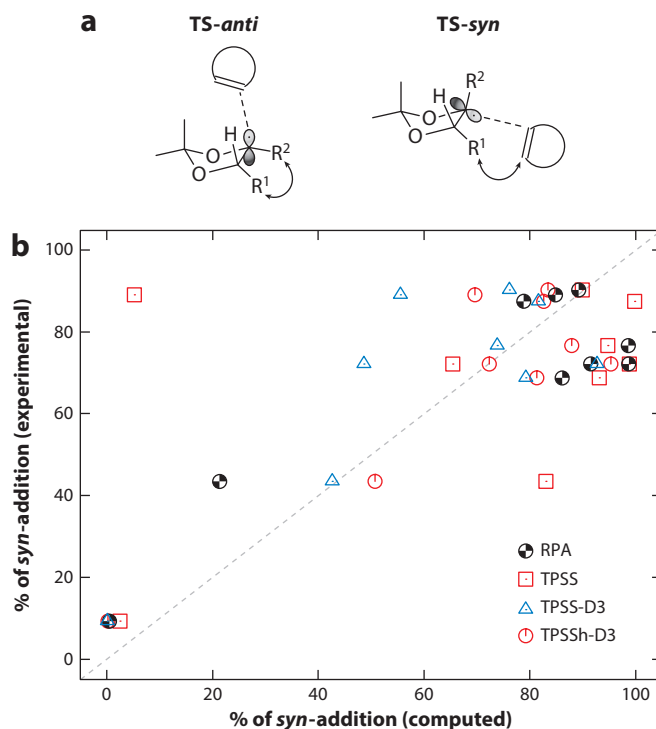 a
TS-anti
TS-syn
R²
H
O
O
R²
R¹
H
R²
O
O
R¹
b
100
80
60
40
20
0
% of syn-addition (experimental)
RPA
TPSS
TPSS-D3
TPSSh-D3
0 20 40 60 80 100
% of syn-addition (computed)